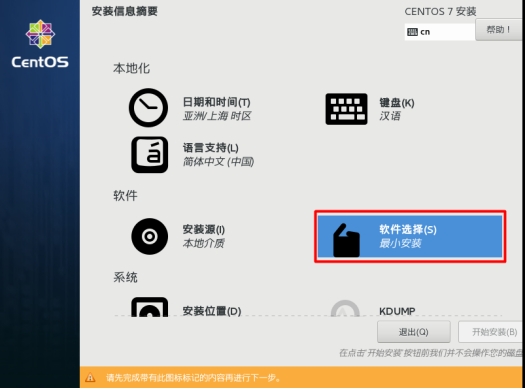 安装信息摘要
CENTOS 7 安装
cn
帮助！
CentOS
本地化
日期和时间(T)
亚洲/上海 时区
键盘(K)
汉语
语言支持(L)
简体中文 (中国)
软件
安装源(I)
本地介质
软件选择(S)
最小安装
系统
安装位置(D)
KDUMP
退出(Q)
开始安装(B)
在点击'开始安装'按钮前我们并不会操作您的磁盘
请先完成带有此图标标记的内容再进行下一步。